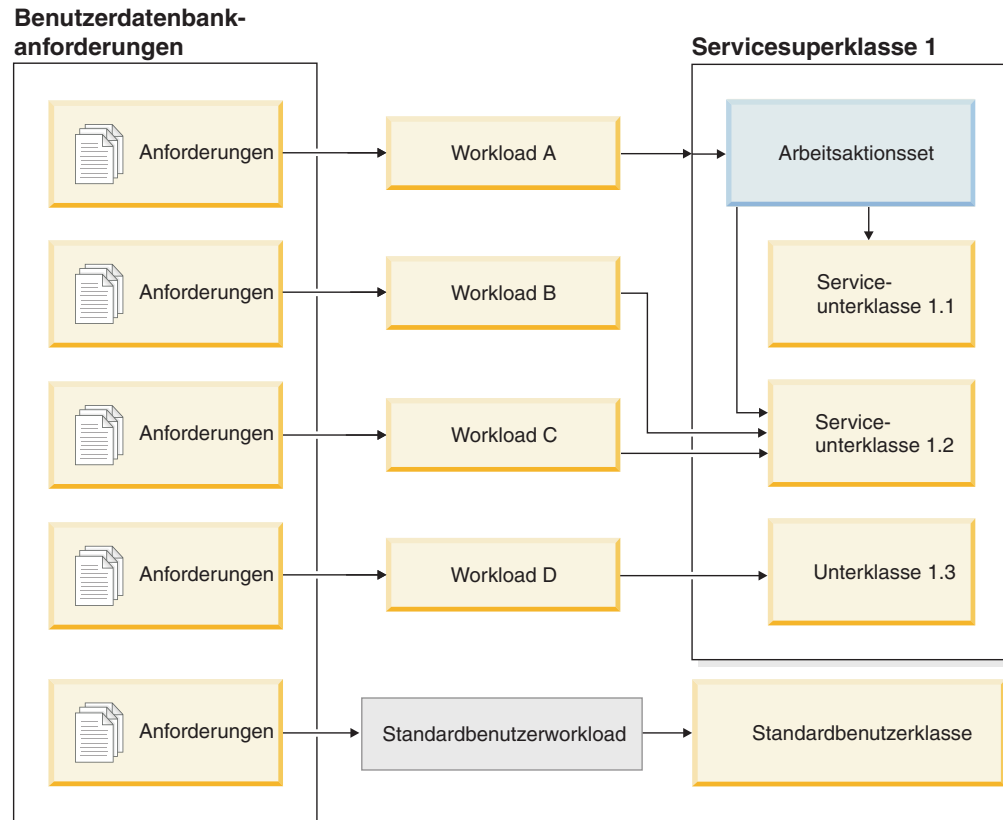 Benutzerdatenbank-
anforderungen
Servicesuperklasse 1
Anforderungen
Workload A
Arbeitsaktionsset
Anforderungen
Workload B
Service-
unterklasse 1.1
Anforderungen
Workload C
Service-
unterklasse 1.2
Anforderungen
Workload D
Unterklasse 1.3
Anforderungen
Standardbenutzerworkload
Standardbenutzerklasse